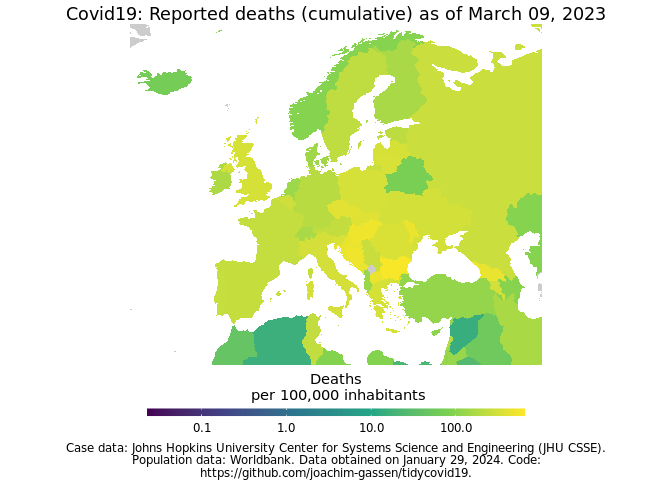 Covid19: Reported deaths (cumulative) as of March 09, 2023
Deaths
per 100,000 inhabitants
0.1 1.0 10.0 100.0
Case data: Johns Hopkins University Center for Systems Science and Engineering (JHU CSSE).
Population data: Worldbank. Data obtained on January 29, 2024. Code:
https://github.com/joachim-gassen/tidycovid19.